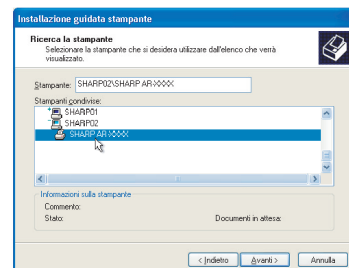 Installazione guidata stampante
Ricerca la stampante
Selezionare la stampante che si desidera utilizzare dall'elenco che verrà
visualizzato.
Stampante: SHARP02\SHARP AR-XXXX
Stampanti condivise:
SHARP01
SHARP02
SHARP AR-XXXX
Informazioni sulla stampante
Commento:
Stato: Documenti in attesa:
< Indietro Avanti > Annulla